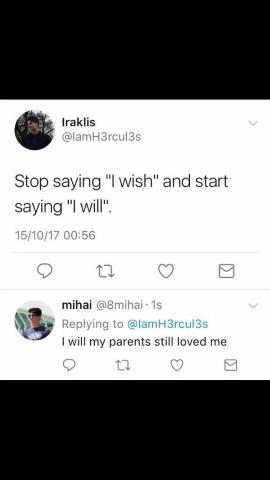 Iraklis
@IamH3rcul3s
Stop saying "I wish" and start
saying "I will".
15/10/17 00:56
mihai @8mihai · 1s
Replying to @IamH3rcul3s
I will my parents still loved me